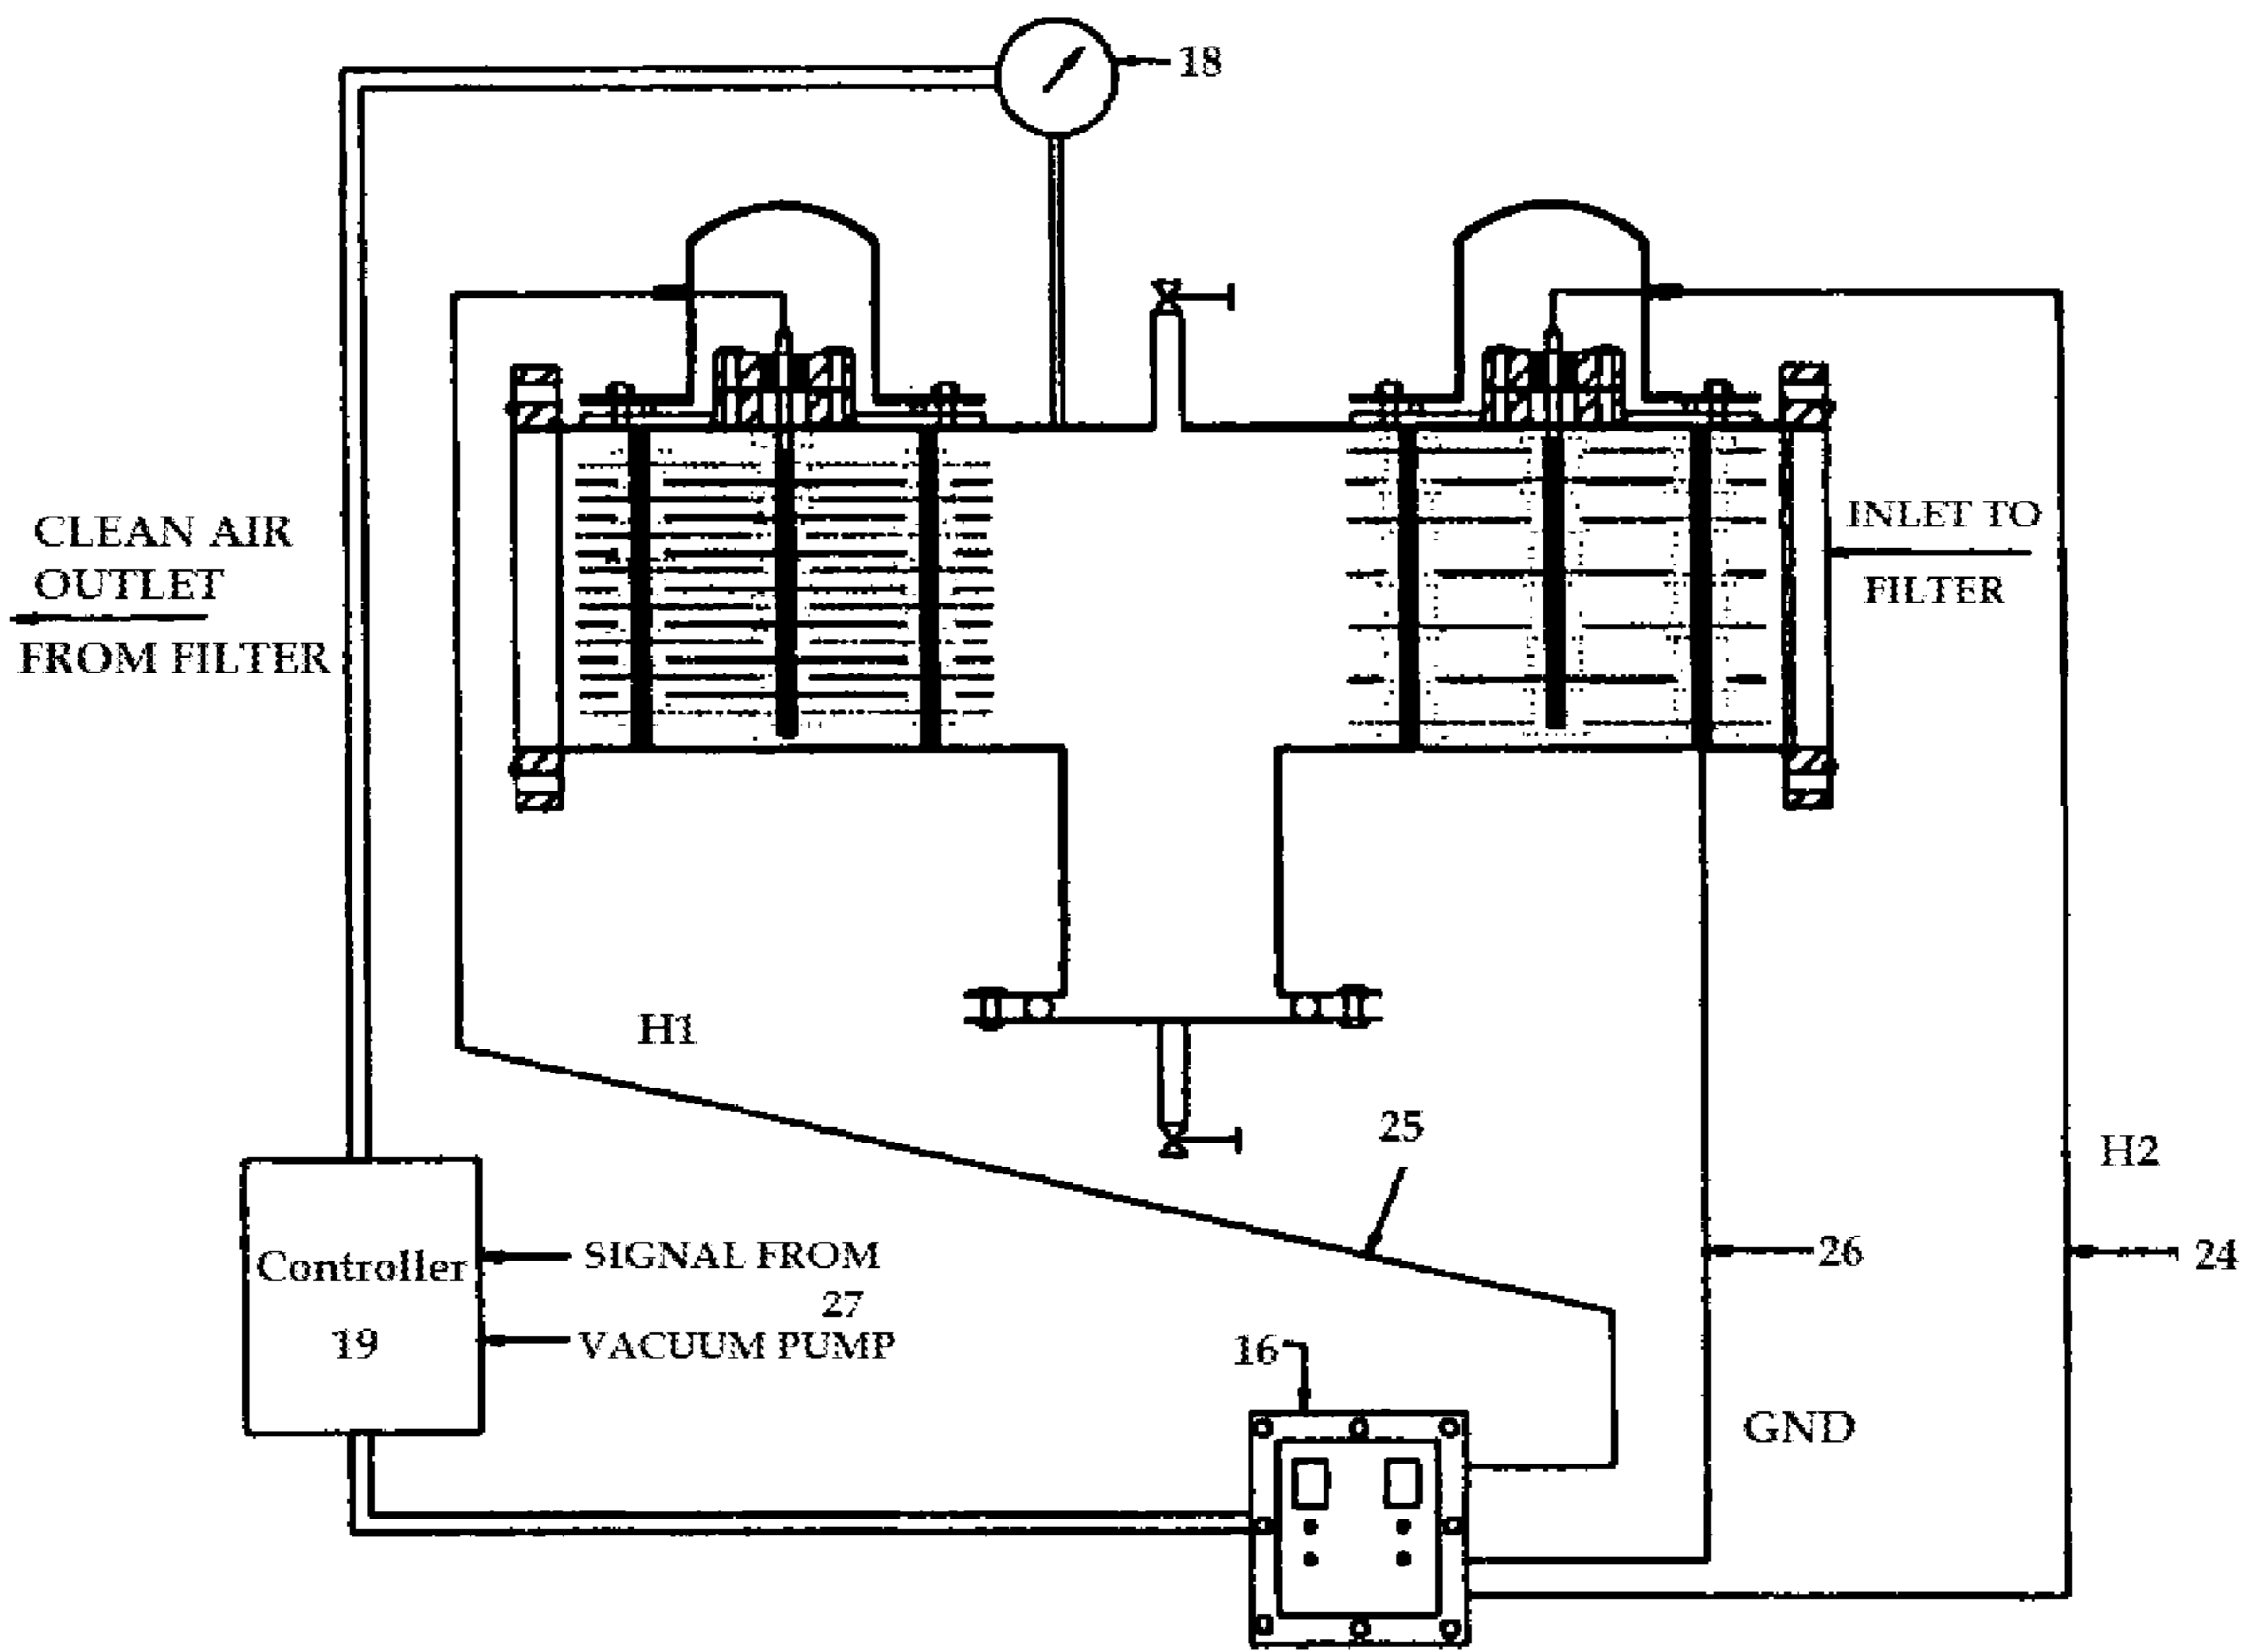 18
CLEAN AIR
OUTLET
FROM FILTER
INLET TO
FILTER
H1
25
H2
26
24
Controller
19
SIGNAL FROM
27
VACUUM PUMP
16
GND